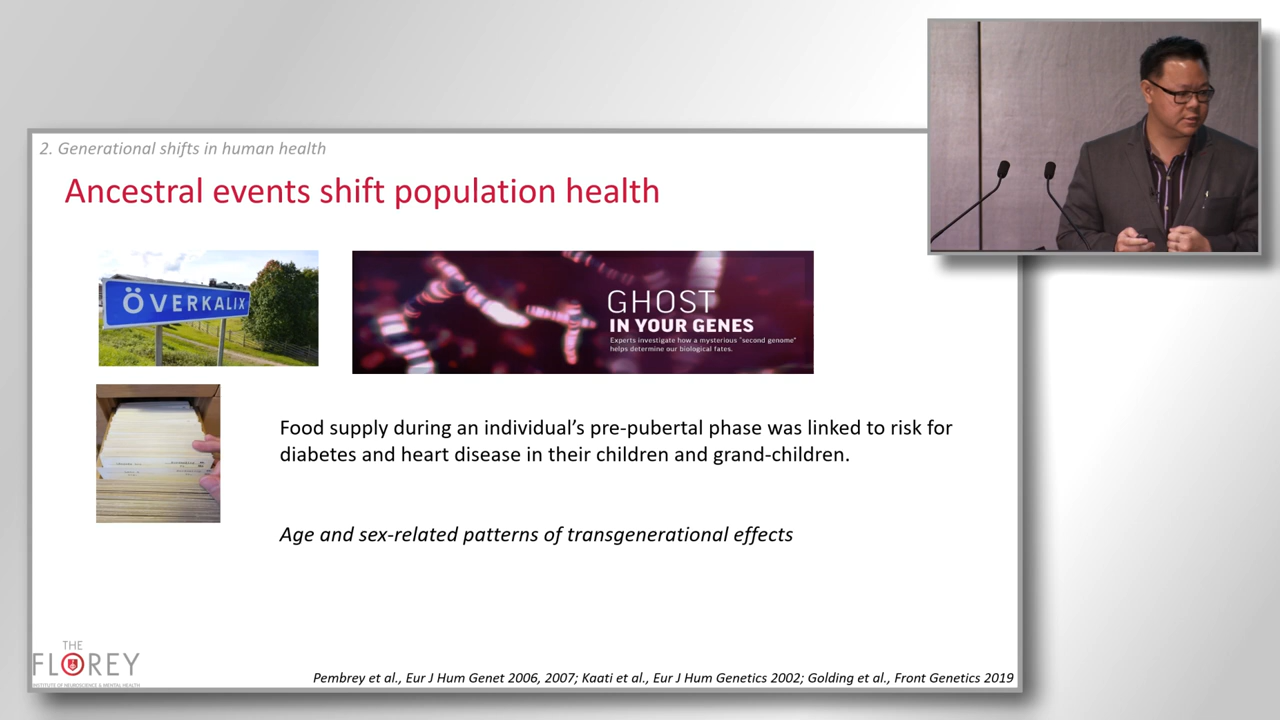 2. Generational shifts in human health
Ancestral events shift population health
ÖVERKALIX
GHOST
IN YOUR GENES
Experts investigate how a mysterious "second genome"
helps determine our biological fates.
Food supply during an individual's pre-pubertal phase was linked to risk for
diabetes and heart disease in their children and grand-children.
Age and sex-related patterns of transgenerational effects
THE
FLOREY
INSTITUTE OF NEUROSCIENCE & MENTAL HEALTH
Pembrey et al., Eur J Hum Genet 2006, 2007; Kaati et al., Eur J Hum Genetics 2002; Golding et al., Front Genetics 2019